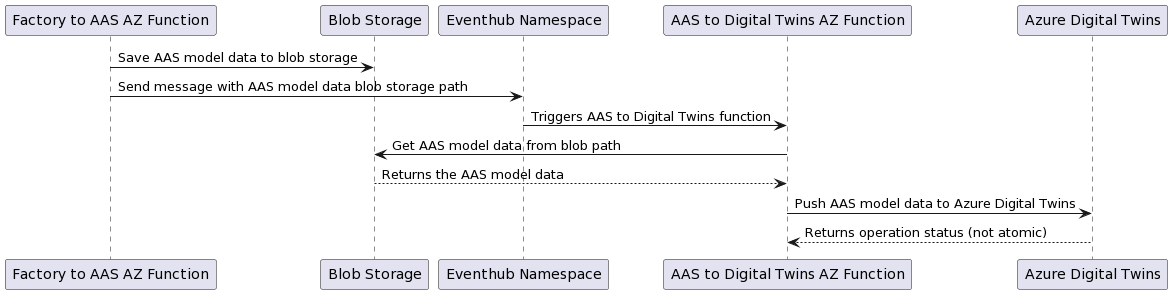 Factory to AAS AZ Function
Blob Storage
Eventhub Namespace
AAS to Digital Twins AZ Function
Azure Digital Twins
Save AAS model data to blob storage
Send message with AAS model data blob storage path
Triggers AAS to Digital Twins function
Get AAS model data from blob path
Returns the AAS model data
Push AAS model data to Azure Digital Twins
Returns operation status (not atomic)
Factory to AAS AZ Function
Blob Storage
Eventhub Namespace
AAS to Digital Twins AZ Function
Azure Digital Twins